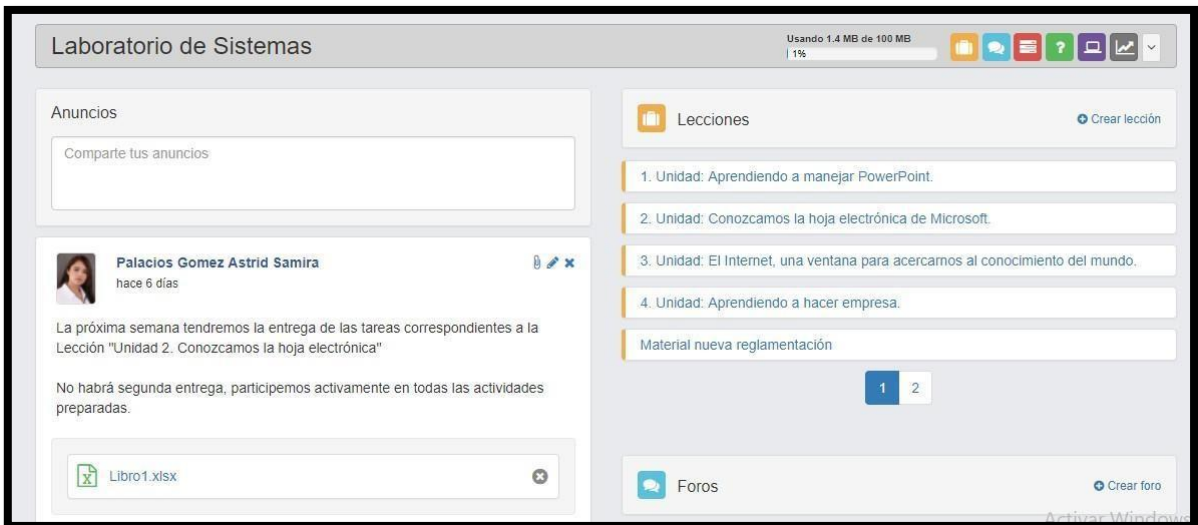 Laboratorio de Sistemas
Usando 1.4 MB de 100 MB
1%
?
Anuncios
Comparte tus anuncios
Palacios Gomez Astrid Samira
hace 6 días
La próxima semana tendremos la entrega de las tareas correspondientes a la
Lección "Unidad 2. Conozcamos la hoja electrónica"
No habrá segunda entrega, participemos activamente en todas las actividades
preparadas.
Libro1.xlsx
Lecciones
Crear lección
1. Unidad: Aprendiendo a manejar PowerPoint.
2. Unidad: Conozcamos la hoja electrónica de Microsoft.
3. Unidad: El Internet, una ventana para acercarnos al conocimiento del mundo.
4. Unidad: Aprendiendo a hacer empresa.
Material nueva reglamentación
1 2
Foros
Crear foro
Activar Windows